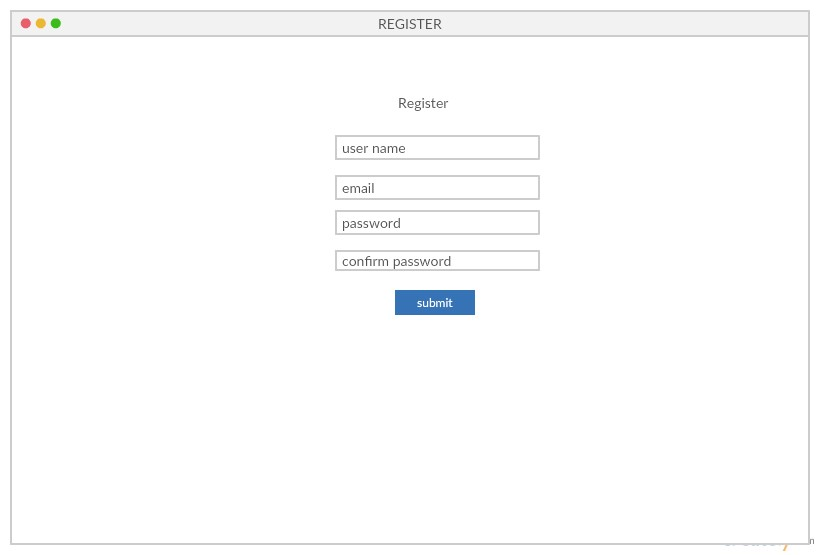 REGISTER
Register
user name
email
password
confirm password
submit